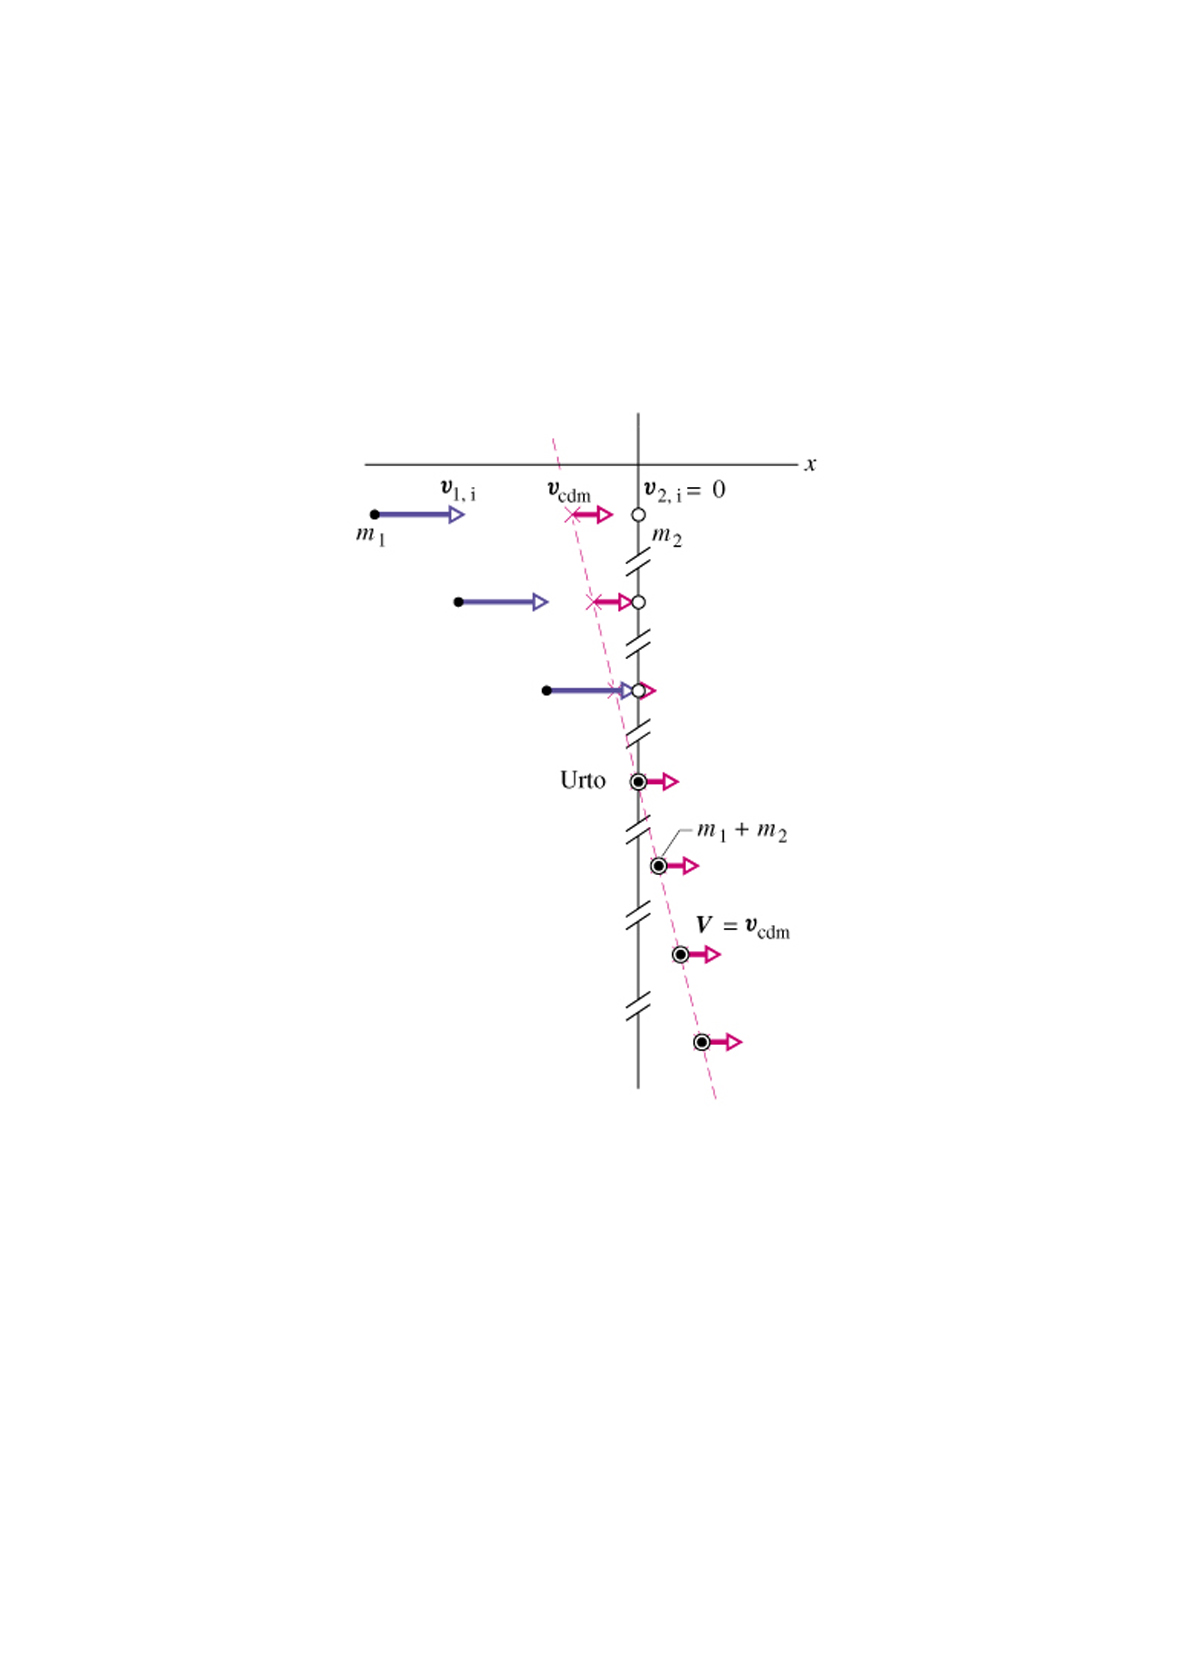 x
v1, i
vcdm
v2, i = 0
m1
m2
Urto
m1 + m2
V = vcdm